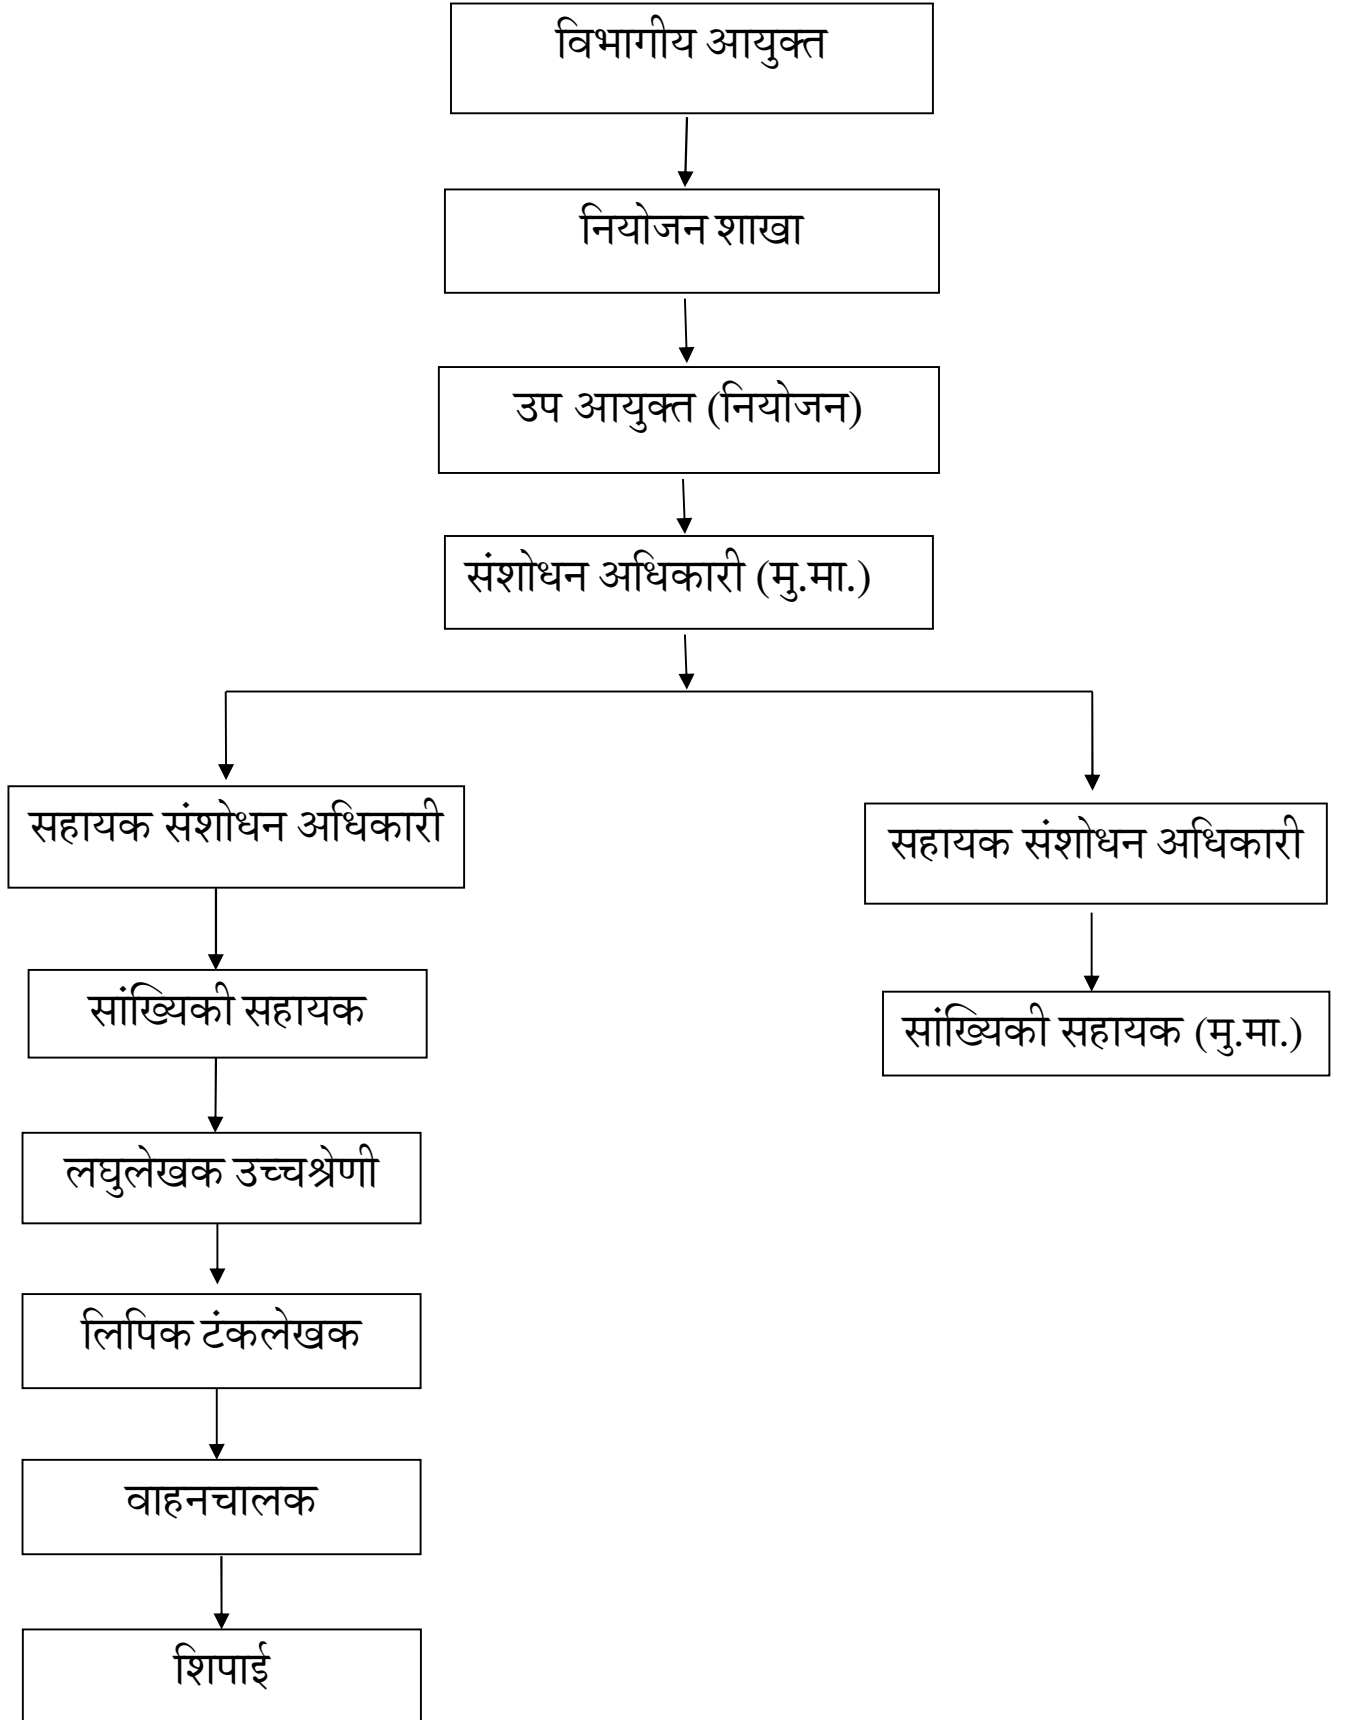 विभागीय आयुक्त
नियोजन शाखा
उप आयुक्त (नियोजन)
संशोधन अधिकारी (मु.मा.)
सहायक संशोधन अधिकारी
सहायक संशोधन अधिकारी
सांख्यिकी सहायक
सांख्यिकी सहायक (मु.मा.)
लघुलेखक उच्चश्रेणी
लिपिक टंकलेखक
वाहनचालक
शिपाई